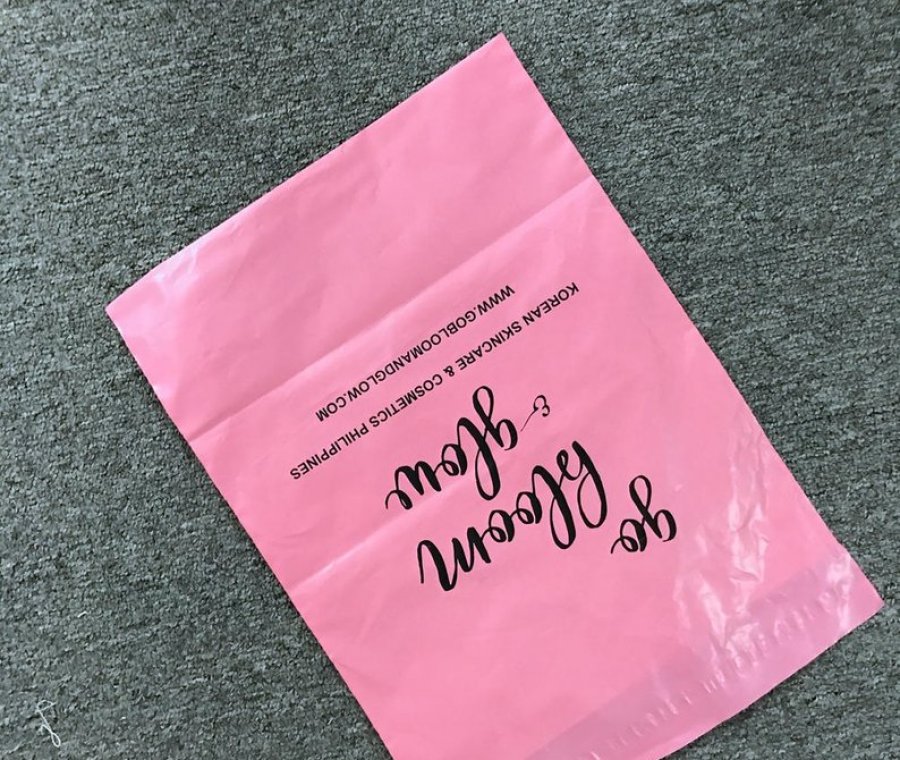 go
bloom
& glow
KOREAN SKINCARE & COSMETICS PHILIPPINES
WWW.GOBLOOMANDGLOW.COM